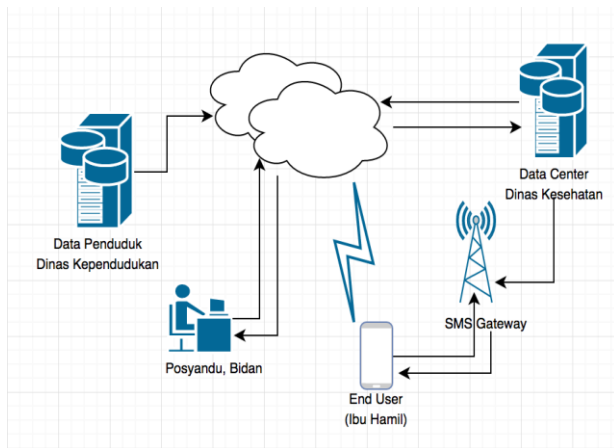 Data Center
Dinas Kesehatan
Data Penduduk
Dinas Kependudukan
SMS Gateway
Posyandu, Bidan
End User
(Ibu Hamil)